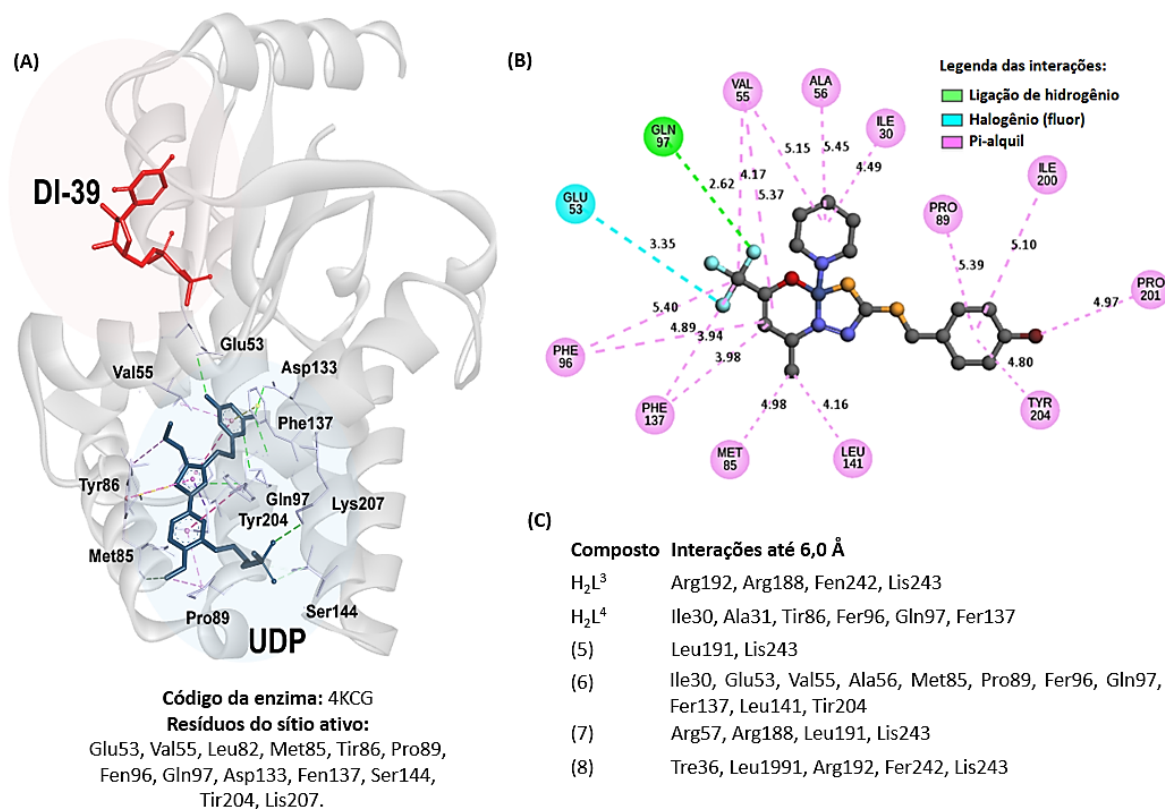 (A)
DI-39
Glu53
Val55
Asp133
Phe137
Tyr86
Gln97
Lys207
Tyr204
Met85
Pro89
Ser144
UDP
Código da enzima: 4KCG
Resíduos do sítio ativo:
Glu53, Val55, Leu82, Met85, Tir86, Pro89,
Fen96, Gln97, Asp133, Fen137, Ser144,
Tir204, Lis207.
(B)
Legenda das interações:
Ligação de hidrogênio
Halogênio (fluor)
Pi-alquil
VAL
55
ALA
56
ILE
30
GLN
97
GLU
53
ILE
200
PRO
89
PRO
201
PHE
96
PHE
137
MET
85
LEU
141
TYR
204
5.15
5.45
4.49
4.17
2.62
5.37
3.35
5.10
5.39
4.97
5.40
4.89
3.94
3.98
4.80
4.98
4.16
(C)
Composto Interações até 6,0 Å
H₂L³ Arg192, Arg188, Fen242, Lis243
H₂L⁴ Ile30, Ala31, Tir86, Fer96, Gln97, Fer137
(5) Leu191, Lis243
(6) Ile30, Glu53, Val55, Ala56, Met85, Pro89, Fer96, Gln97,
Fer137, Leu141, Tir204
(7) Arg57, Arg188, Leu191, Lis243
(8) Tre36, Leu1991, Arg192, Fer242, Lis243